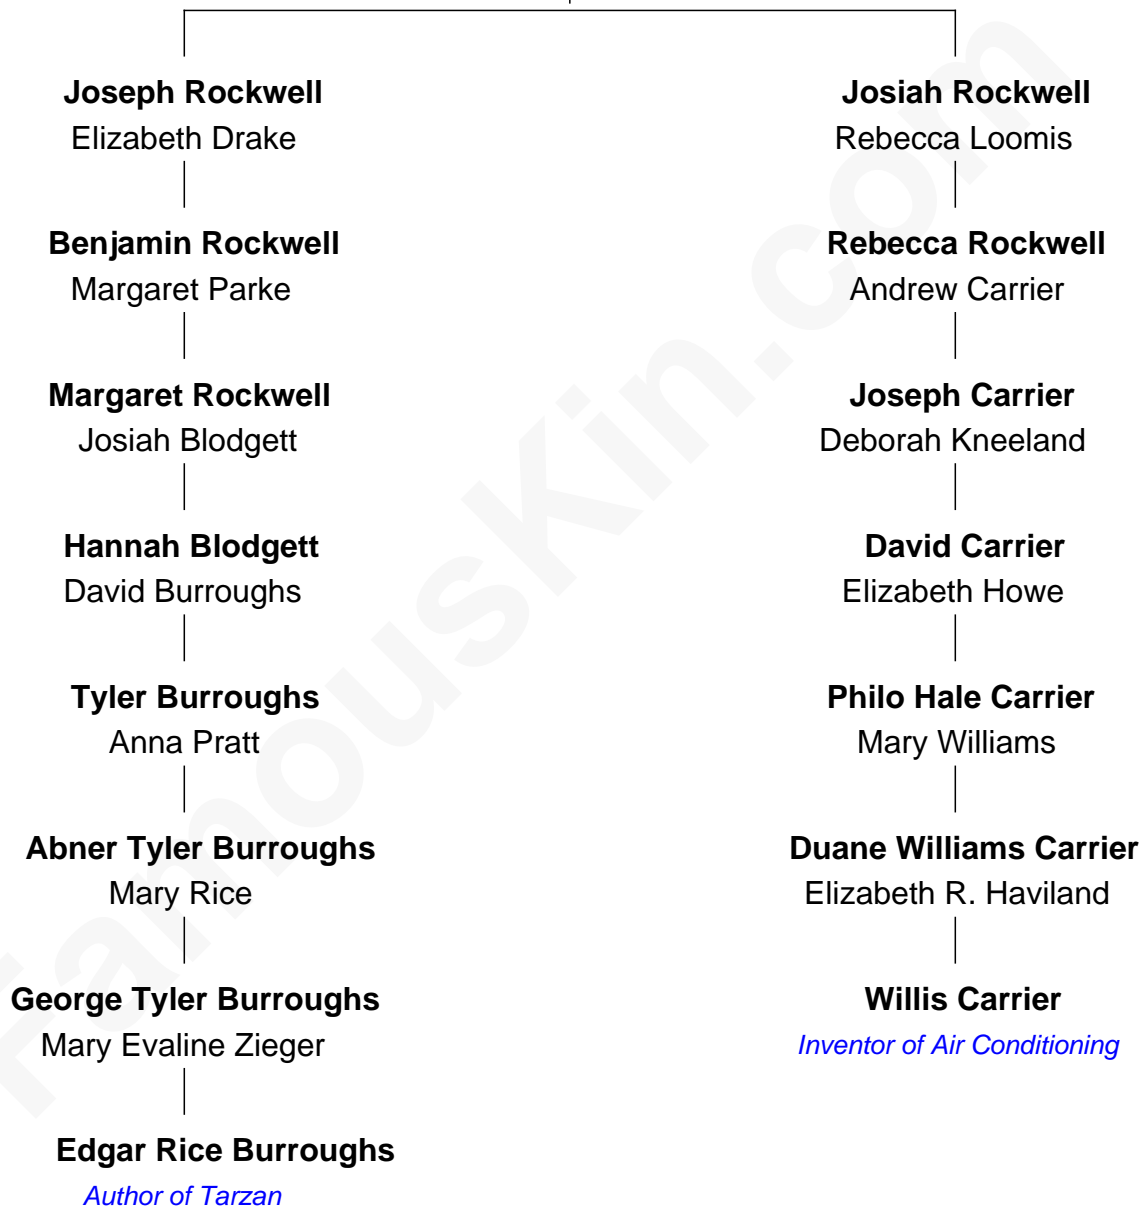 Joseph Rockwell
Elizabeth Drake
Benjamin Rockwell
Margaret Parke
Margaret Rockwell
Josiah Blodgett
Hannah Blodgett
David Burroughs
Tyler Burroughs
Anna Pratt
Abner Tyler Burroughs
Mary Rice
George Tyler Burroughs
Mary Evaline Zieger
Edgar Rice Burroughs
Author of Tarzan
Josiah Rockwell
Rebecca Loomis
Rebecca Rockwell
Andrew Carrier
Joseph Carrier
Deborah Kneeland
David Carrier
Elizabeth Howe
Philo Hale Carrier
Mary Williams
Duane Williams Carrier
Elizabeth R. Haviland
Willis Carrier
Inventor of Air Conditioning
FamousKin.com